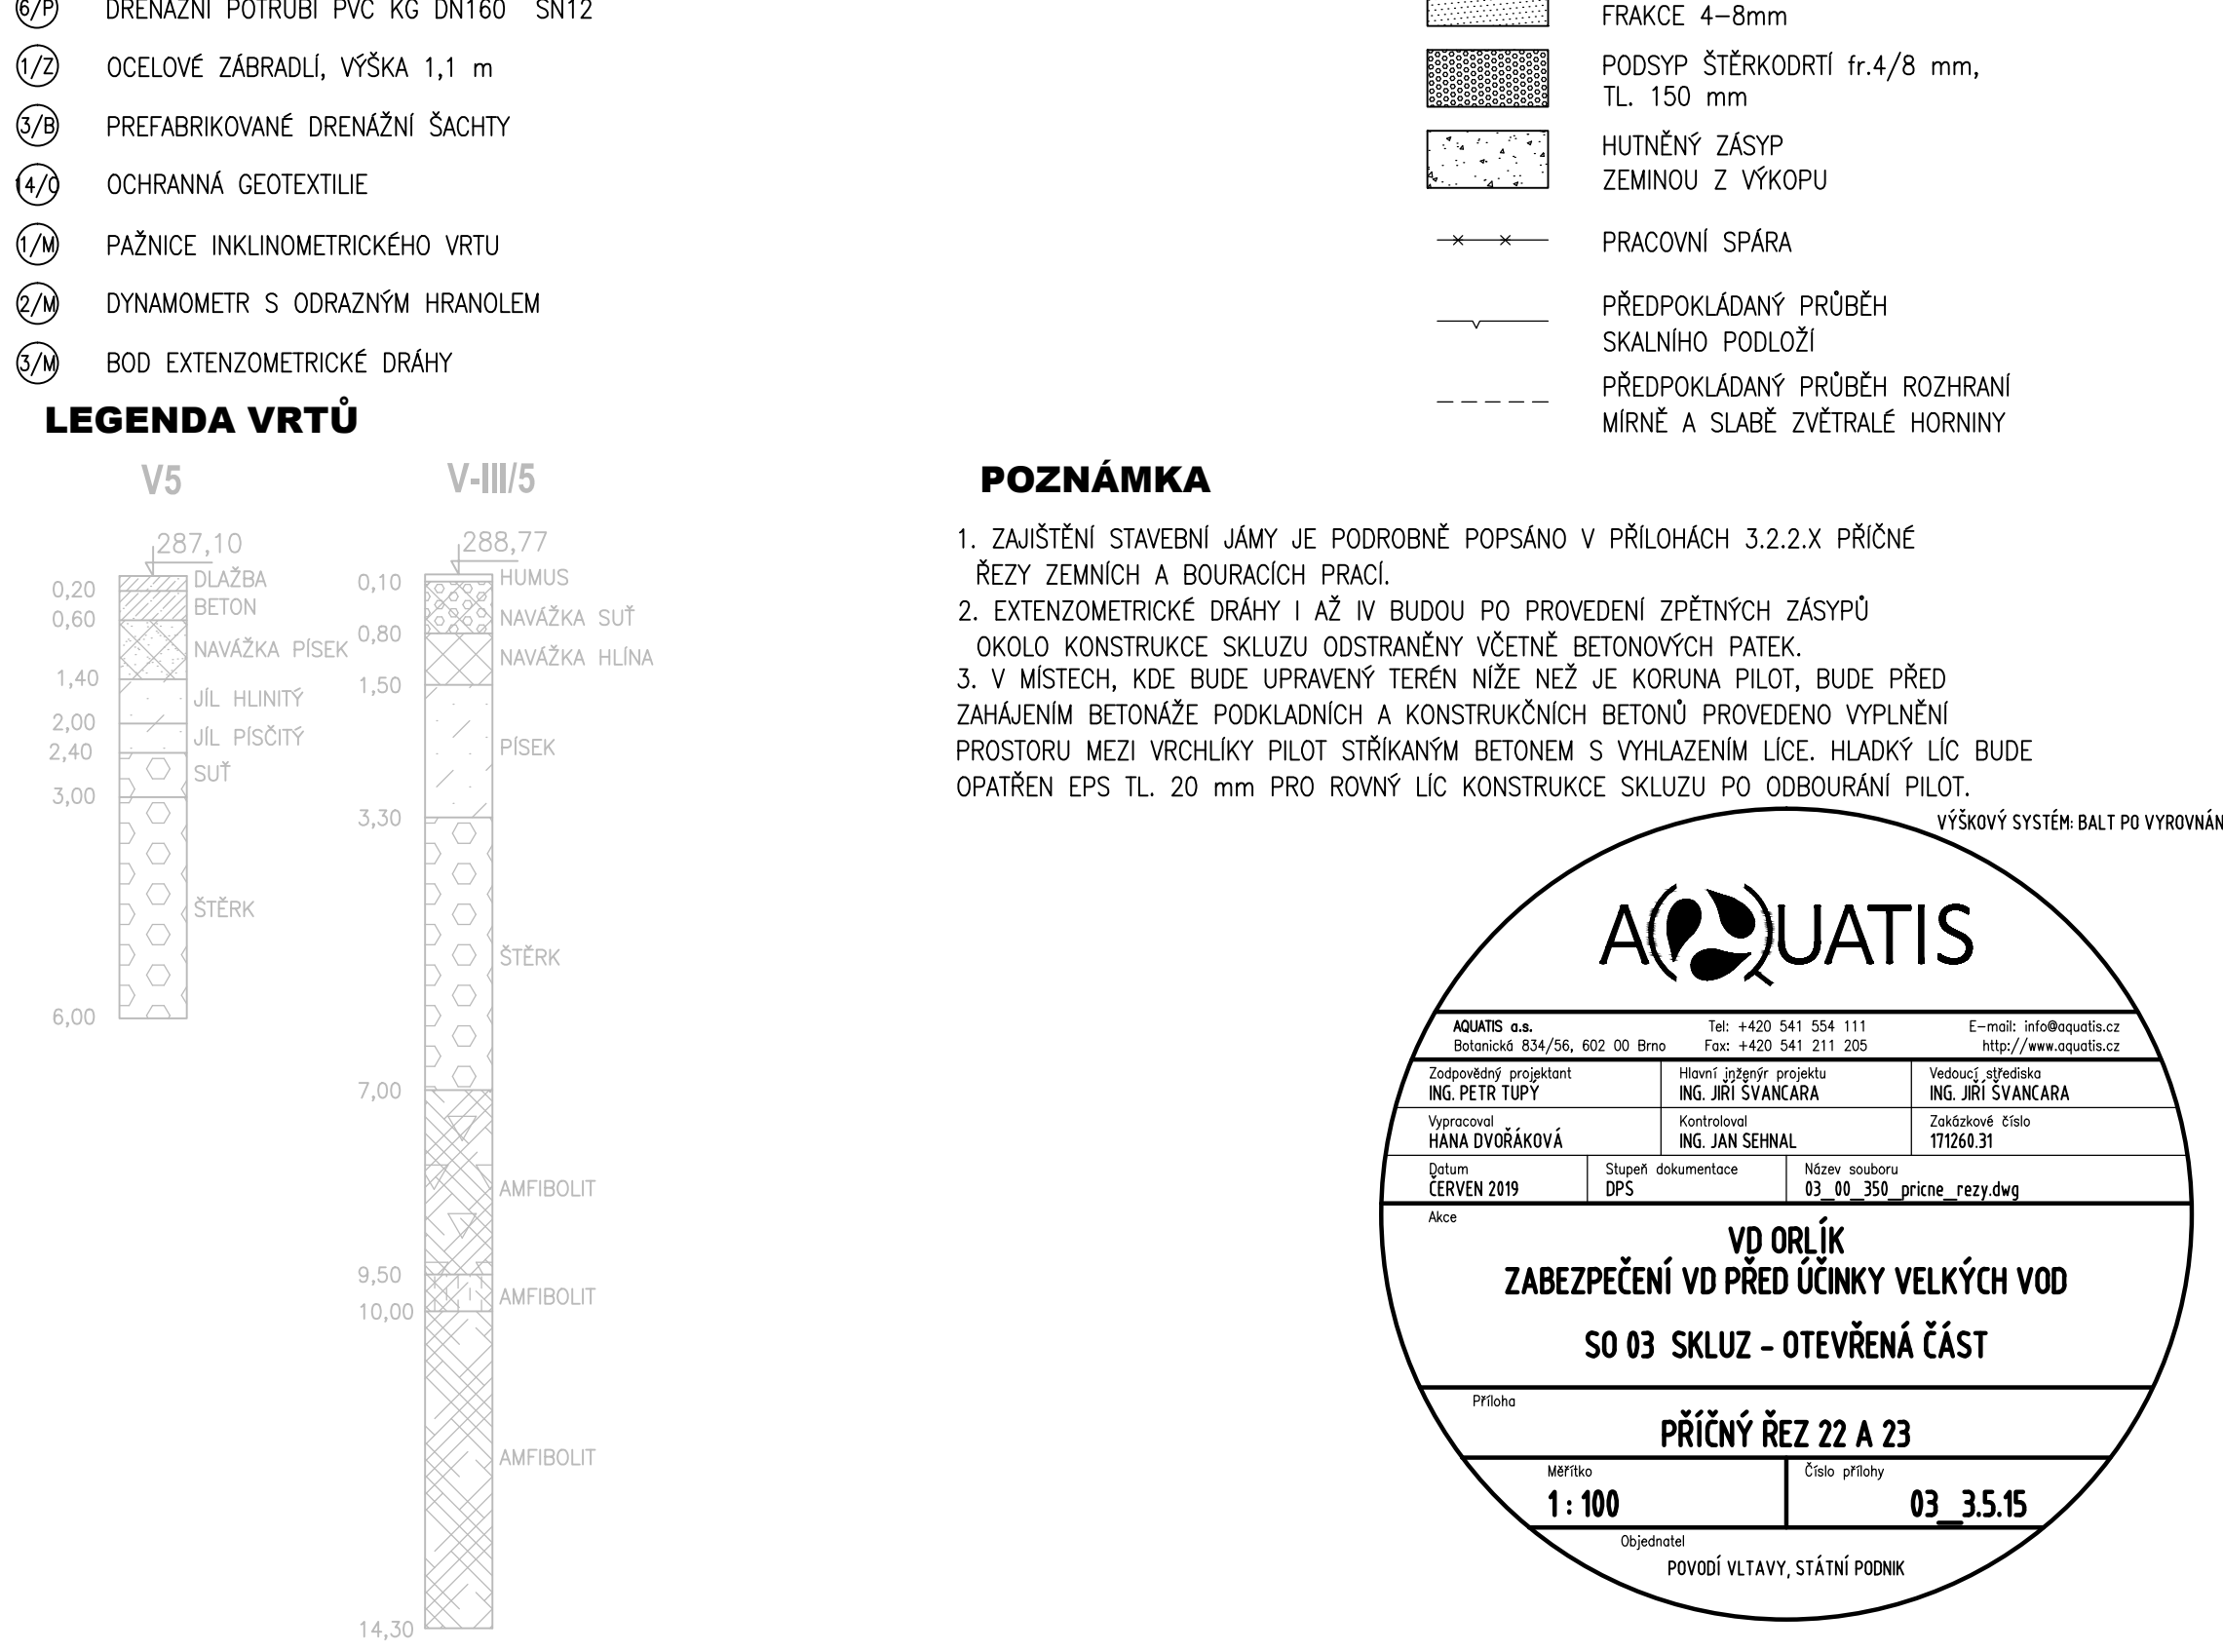 6/P DRENÁŽNÍ POTRUBÍ PVC KG DN160 SN12
1/Z OCELOVÉ ZÁBRADLÍ, VÝŠKA 1,1 m
3/B PREFABRIKOVANÉ DRENÁŽNÍ ŠACHTY
14/O OCHRANNÁ GEOTEXTILIE
1/M PAŽNICE INKLINOMETRICKÉHO VRTU
2/M DYNAMOMETR S ODRAZNÝM HRANOLEM
3/M BOD EXTENZOMETRICKÉ DRÁHY
FRAKCE 4-8mm
PODSYP ŠTĚRKODRTÍ fr.4/8 mm,
TL. 150 mm
HUTNĚNÝ ZÁSYP
ZEMINOU Z VÝKOPU
PRACOVNÍ SPÁRA
PŘEDPOKLÁDANÝ PRŮBĚH
SKALNÍHO PODLOŽÍ
PŘEDPOKLÁDANÝ PRŮBĚH ROZHRANÍ
MÍRNĚ A SLABĚ ZVĚTRALÉ HORNINY
LEGENDA VRTŮ
V5
287,10
DLAŽBA
0,20
BETON
0,60
NAVÁŽKA PÍSEK
1,40
JÍL HLINITÝ
2,00
JÍL PÍSČITÝ
2,40
SUŤ
3,00
ŠTĚRK
6,00
V-III/5
288,77
HUMUS
0,10
NAVÁŽKA SUŤ
0,80
NAVÁŽKA HLÍNA
1,50
PÍSEK
3,30
ŠTĚRK
7,00
AMFIBOLIT
9,50
AMFIBOLIT
10,00
AMFIBOLIT
14,30
POZNÁMKA
1. ZAJIŠTĚNÍ STAVEBNÍ JÁMY JE PODROBNĚ POPSÁNO V PŘÍLOHÁCH 3.2.2.X PŘÍČNÉ
ŘEZY ZEMNÍCH A BOURACÍCH PRACÍ.
2. EXTENZOMETRICKÉ DRÁHY I AŽ IV BUDOU PO PROVEDENÍ ZPĚTNÝCH ZÁSYPŮ
OKOLO KONSTRUKCE SKLUZU ODSTRANĚNY VČETNĚ BETONOVÝCH PATEK.
3. V MÍSTECH, KDE BUDE UPRAVENÝ TERÉN NÍŽE NEŽ JE KORUNA PILOT, BUDE PŘED
ZAHÁJENÍM BETONÁŽE PODKLADNÍCH A KONSTRUKČNÍCH BETONŮ PROVEDENO VYPLNĚNÍ
PROSTORU MEZI VRCHLÍKY PILOT STŘÍKANÝM BETONEM S VYHLAZENÍM LÍCE. HLADKÝ LÍC BUDE
OPATŘEN EPS TL. 20 mm PRO ROVNÝ LÍC KONSTRUKCE SKLUZU PO ODBOURÁNÍ PILOT.
VÝŠKOVÝ SYSTÉM: BALT PO VYROVNÁN
AQUATIS
AQUATIS a.s. Tel: +420 541 554 111 E-mail: info@aquatis.cz
Botanická 834/56, 602 00 Brno Fax: +420 541 211 205 http://www.aquatis.cz
Zodpovědný projektant Hlavní inženýr projektu Vedoucí střediska
ING. PETR TUPÝ ING. JIŘÍ ŠVANCARA ING. JIŘÍ ŠVANCARA
Vypracoval Kontroloval Zakázkové číslo
HANA DVOŘÁKOVÁ ING. JAN SEHNAL 171260.31
Datum Stupeň dokumentace Název souboru
ČERVEN 2019 DPS 03_00_350_pricne_rezy.dwg
Akce
VD ORLÍK
ZABEZPEČENÍ VD PŘED ÚČINKY VELKÝCH VOD
SO 03 SKLUZ - OTEVŘENÁ ČÁST
Příloha
PŘÍČNÝ ŘEZ 22 A 23
Měřítko Číslo přílohy
1 : 100 03_3.5.15
Objednatel
POVODÍ VLTAVY, STÁTNÍ PODNIK